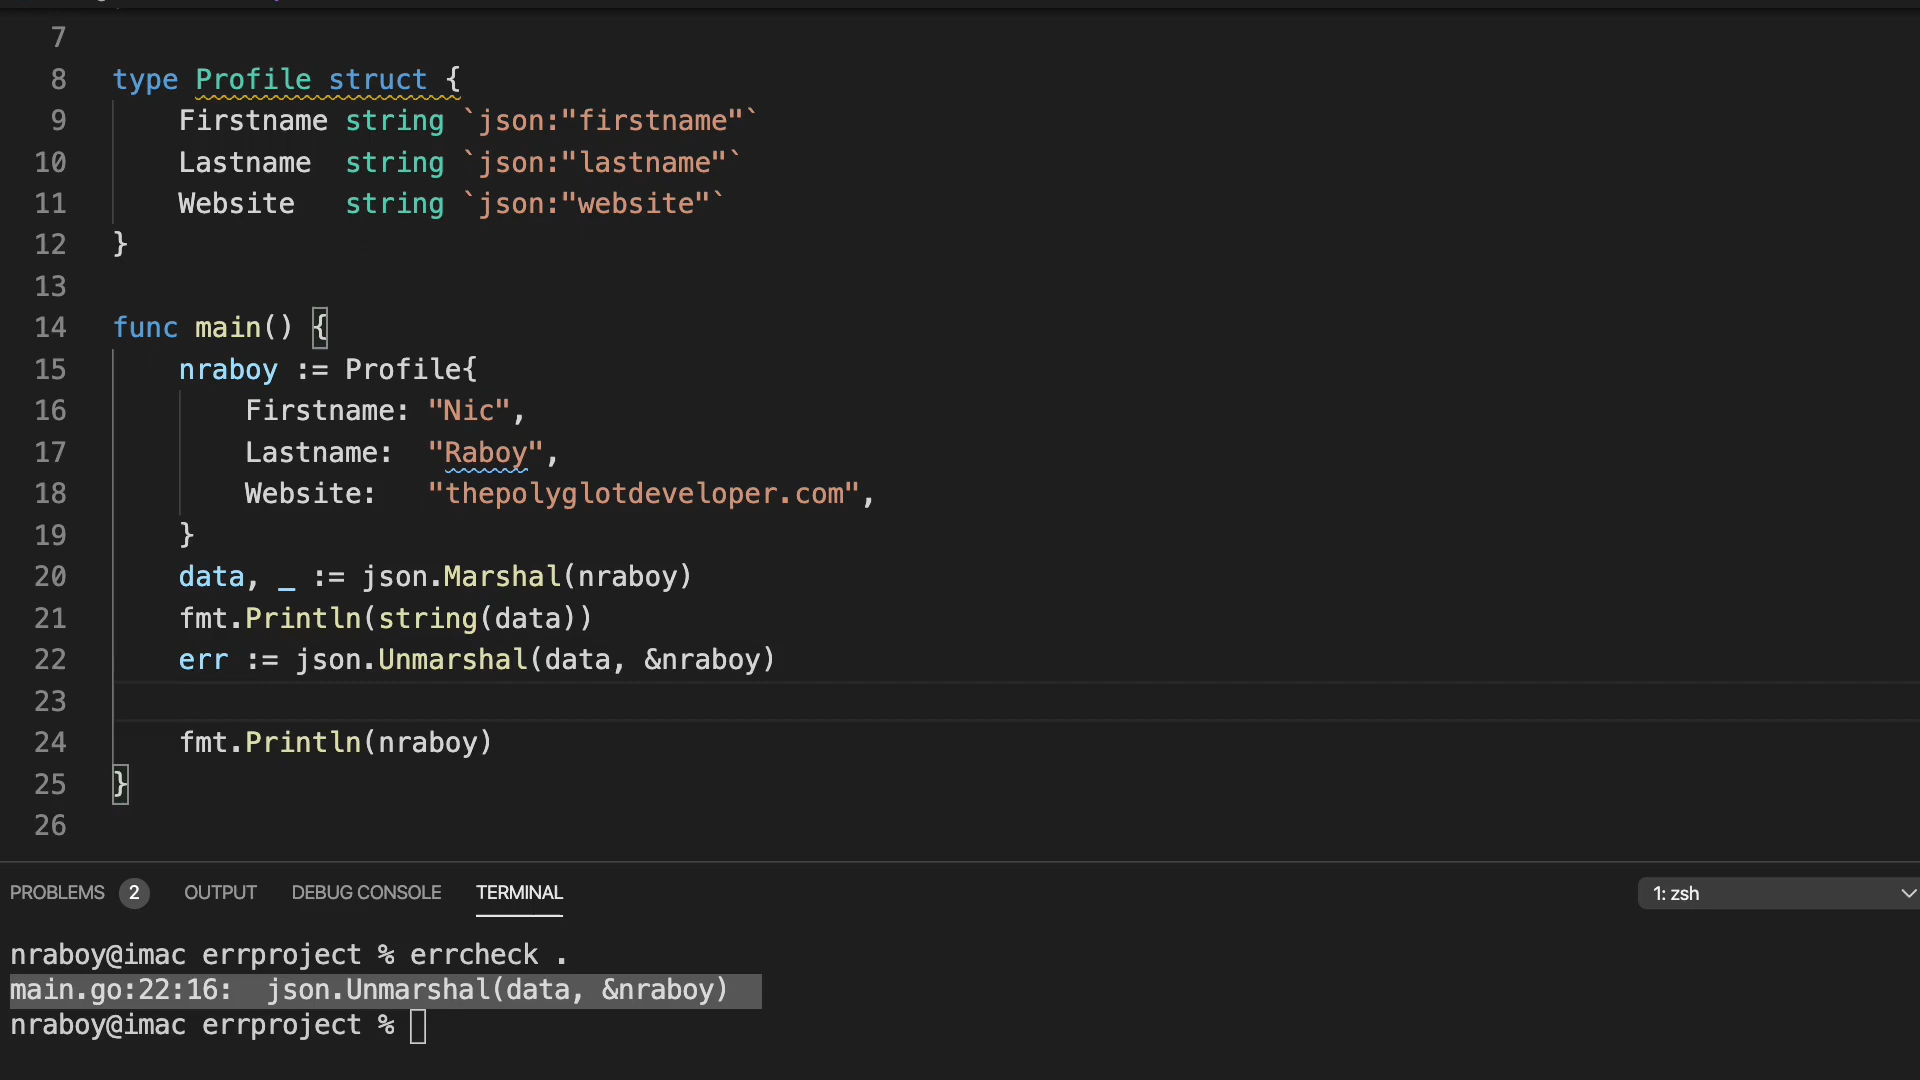 7
8 type Profile struct {
9 Firstname string `json:"firstname"`
10 Lastname string `json:"lastname"`
11 Website string `json:"website"`
12 }
13
14 func main() {
15 nraboy := Profile{
16 Firstname: "Nic",
17 Lastname: "Raboy",
18 Website: "thepolyglotdeveloper.com",
19 }
20 data, _ := json.Marshal(nraboy)
21 fmt.Println(string(data))
22 err := json.Unmarshal(data, &nraboy)
23
24 fmt.Println(nraboy)
25 }
26
PROBLEMS 2 OUTPUT DEBUG CONSOLE TERMINAL 1: zsh
nraboy@imac errproject % errcheck .
main.go:22:16: json.Unmarshal(data, &nraboy)
nraboy@imac errproject %